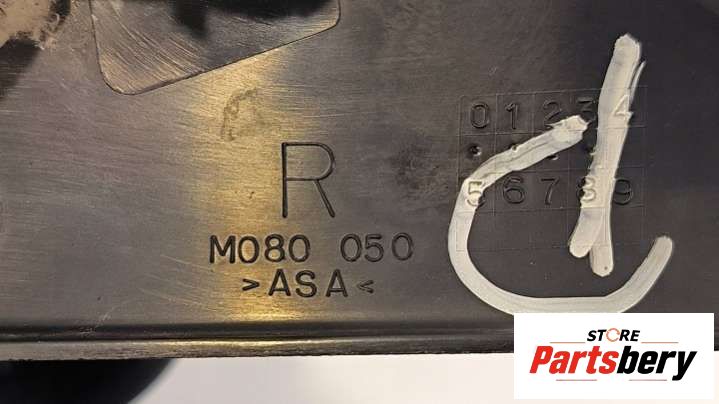 R
M080 050
>ASA<
01234
56789
STORE
Partsbery